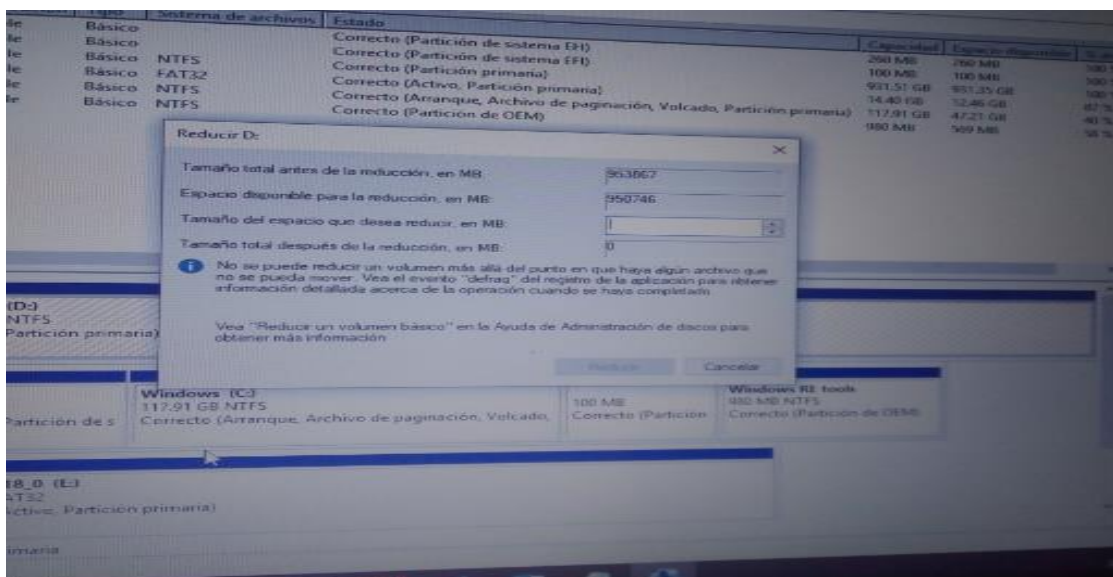 Tipo Sistema de archivos Estado
Básico Correcto (Partición de sistema EFI) 260 MB 260 MB
Básico Correcto (Partición de sistema EFI) 100 MB 100 MB
Básico NTFS Correcto (Partición primaria) 931.51 GB 931.35 GB
Básico FAT32 Correcto (Activo, Partición primaria) 14.40 GB 12.46 GB
Básico NTFS Correcto (Arranque, Archivo de paginación, Volcado, Partición primaria) 117.91 GB 47.21 GB
Básico NTFS Correcto (Partición de OEM) 980 MB 569 MB
Reducir D:
Tamaño total antes de la reducción, en MB: 953867
Espacio disponible para la reducción, en MB: 950746
Tamaño del espacio que desea reducir, en MB:
Tamaño total después de la reducción, en MB: 0
No se puede reducir un volumen más allá del punto en que haya algún archivo que
no se pueda mover. Vea el evento "defrag" del registro de la aplicación para obtener
información detallada acerca de la operación cuando se haya completado.
Vea "Reducir un volumen básico" en la Ayuda de Administración de discos para
obtener más información
Reducir Cancelar
(D:)
NTFS
Partición primaria)
Windows (C:)
117.91 GB NTFS
Correcto (Arranque, Archivo de paginación, Volcado,
Partición de s
100 MB
Correcto (Partición
Windows RE tools
980 MB NTFS
Correcto (Partición de OEM)
18_0 (E:)
AT32
Activo, Partición primaria)
rimaria